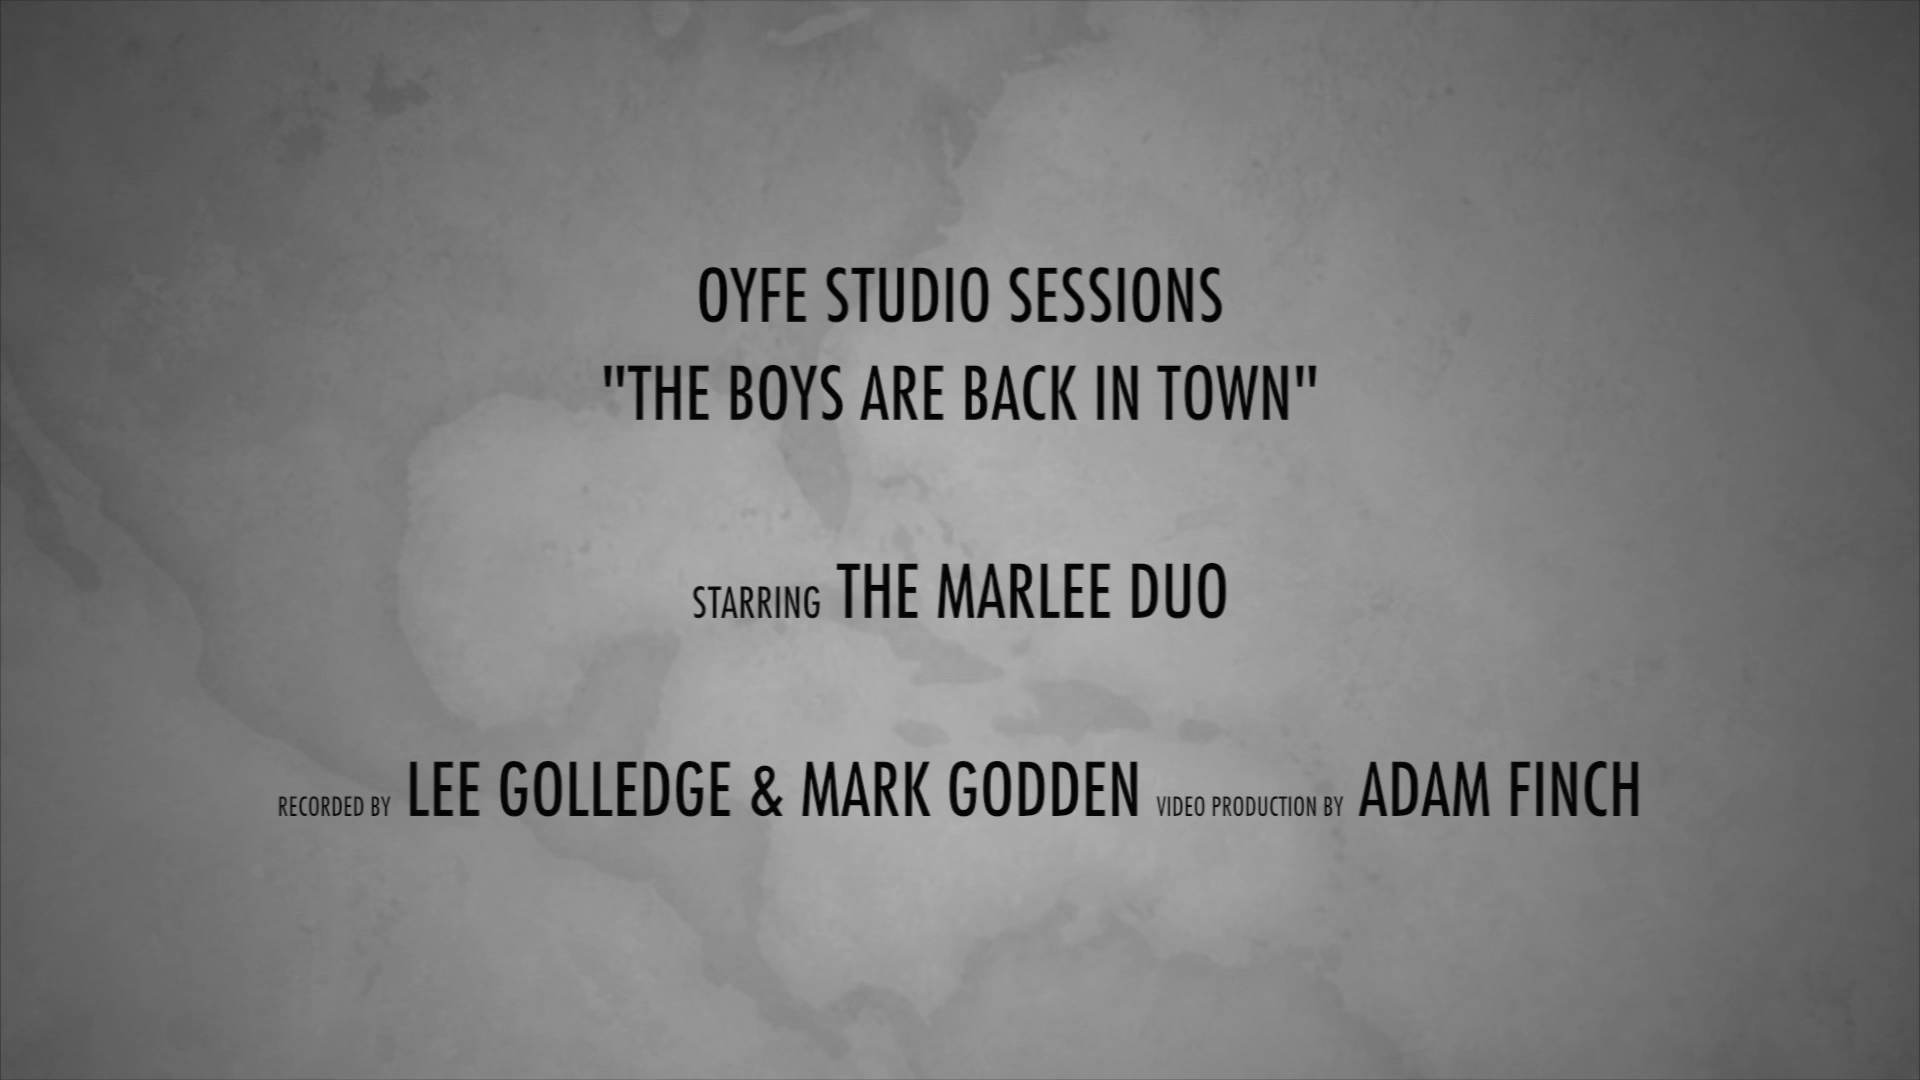 OYFE STUDIO SESSIONS
"THE BOYS ARE BACK IN TOWN"
STARRING THE MARLEE DUO
RECORDED BY LEE GOLLEDGE & MARK GODDEN VIDEO PRODUCTION BY ADAM FINCH